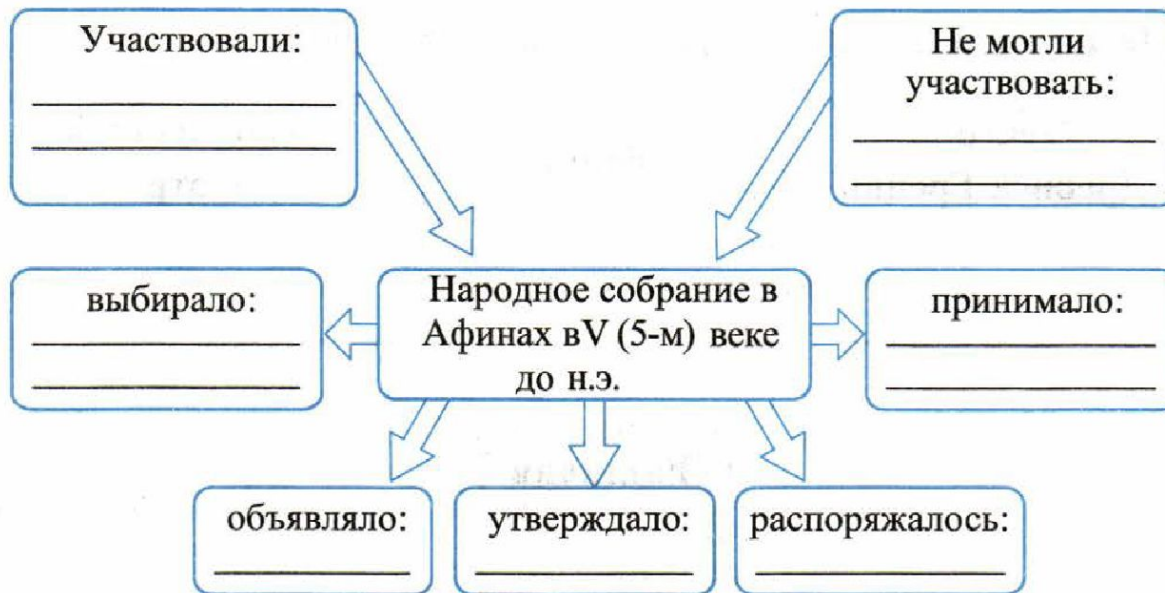 Участвовали:
Не могли
участвовать:
выбирало:
Народное собрание в
Афинах вV (5-м) веке
до н.э.
принимало:
объявляло:
утверждало:
распоряжалось: